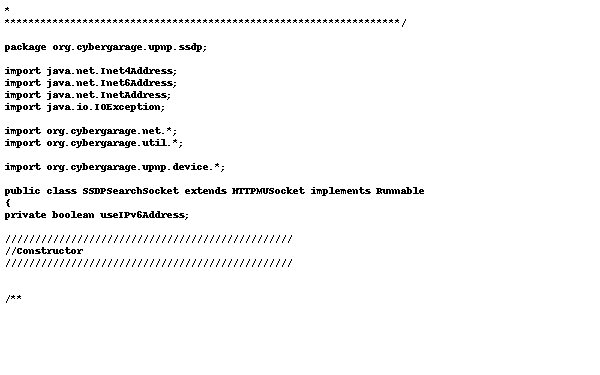 *
******************************************************************/

package org.cybergarage.upnp.ssdp;

import java.net.Inet4Address;
import java.net.Inet6Address;
import java.net.InetAddress;
import java.io.IOException;

import org.cybergarage.net.*;
import org.cybergarage.util.*;

import org.cybergarage.upnp.device.*;

public class SSDPSearchSocket extends HTTPMUSocket implements Runnable
{
private boolean useIPv6Address;

////////////////////////////////////////////////
//Constructor
////////////////////////////////////////////////

/**